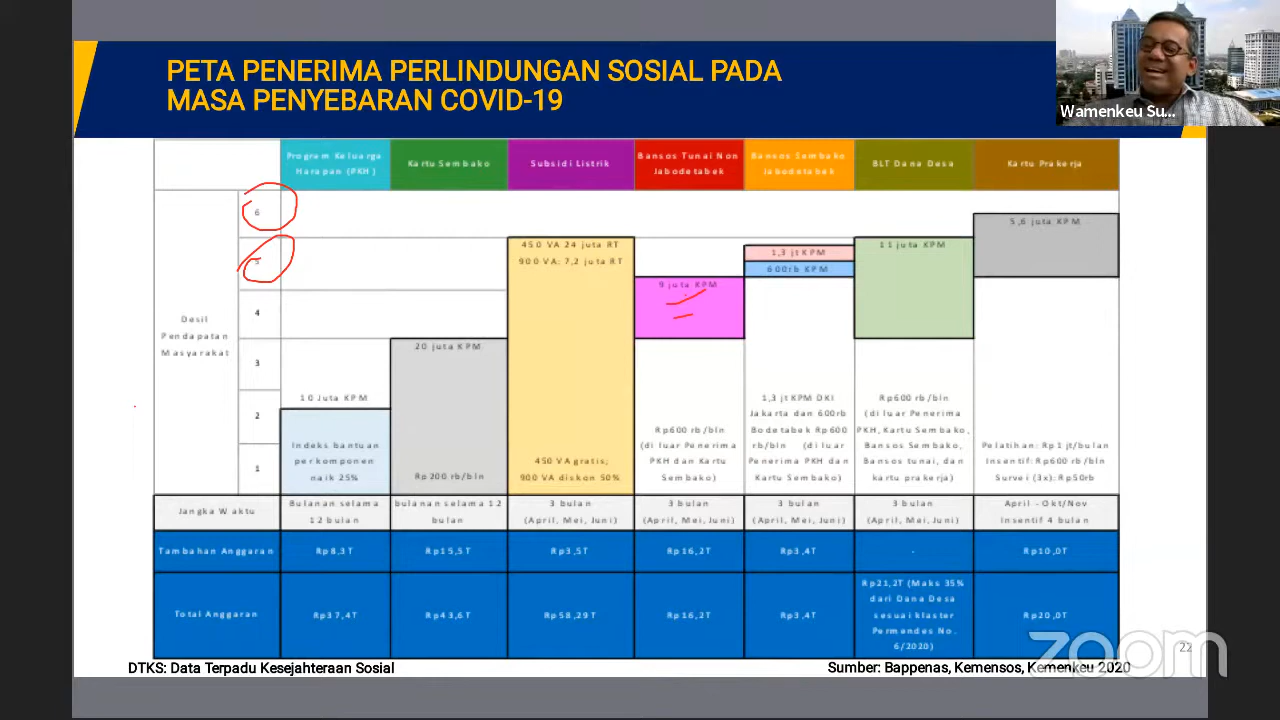 PETA PENERIMA PERLINDUNGAN SOSIAL PADA
MASA PENYEBARAN COVID-19
Wamenkeu Su...
Program Keluarga
Harapan (PKH)
Kartu Sembako
Subsidi Listrik
Bansos Tunai Non
Jabodetabek
Bansos Sembako
Jabodetabek
BLT Dana Desa
Kartu Prakerja
Desil
Pendapatan
Masyarakat
6
5
4
3
2
1
10 Juta KPM
Indeks bantuan
per komponen
naik 25%
20 juta KPM
Rp200 rb/bln
450 VA 24 juta RT
900 VA: 7,2 juta RT
450 VA gratis;
900 VA diskon 50%
9 juta KPM
Rp600 rb/bln
(di luar Penerima
PKH dan Kartu
Sembako)
1,3 jt KPM
600rb KPM
1,3 jt KPM DKI
Jakarta dan 600rb
Bodetabek Rp600
rb/bln (di luar
Penerima PKH dan
Kartu Sembako)
11 juta KPM
Rp600 rb/bln
(di luar Penerima
PKH, Kartu Sembako,
Bansos Sembako,
Bansos tunai, dan
kartu prakerja)
5,6 juta KPM
Pelatihan: Rp1 jt/bulan
Insentif: Rp600 rb/bulan
Survei (3x): Rp50rb
Jangka Waktu
Bulanan selama
12 bulan
bulanan selama 12
bulan
3 bulan
(April, Mei, Juni)
3 bulan
(April, Mei, Juni)
3 bulan
(April, Mei, Juni)
3 bulan
(April, Mei, Juni)
April - Okt/Nov
Insentif 4 bulan
Tambahan Anggaran
Rp8,3T
Rp15,5T
Rp3,5T
Rp16,2T
Rp3,4T
-
Rp10,0T
Total Anggaran
Rp37,4T
Rp43,6T
Rp58,29T
Rp16,2T
Rp3,4T
Rp21,2T (Maks 35%
dari Dana Desa
sesuai klaster
Permendes No.
6/2020)
Rp20,0T
zoom
22
DTKS: Data Terpadu Kesejahteraan Sosial
Sumber: Bappenas, Kemensos, Kemenkeu 2020